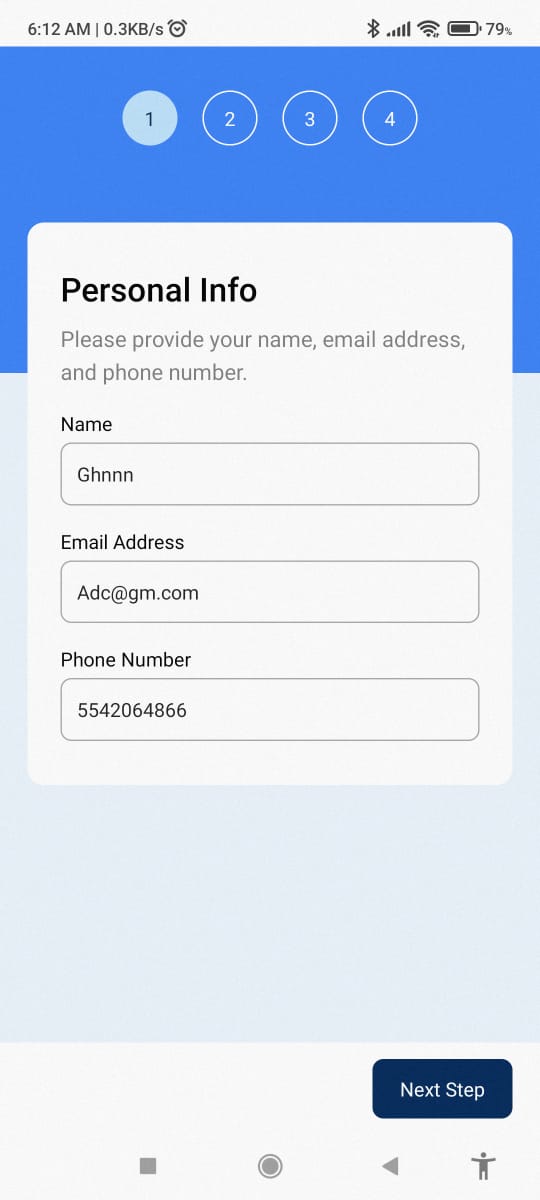 6:12 AM | 0.3KB/s
79%
1
2
3
4
Personal Info
Please provide your name, email address,
and phone number.
Name
Ghnnn
Email Address
Adc@gm.com
Phone Number
5542064866
Next Step